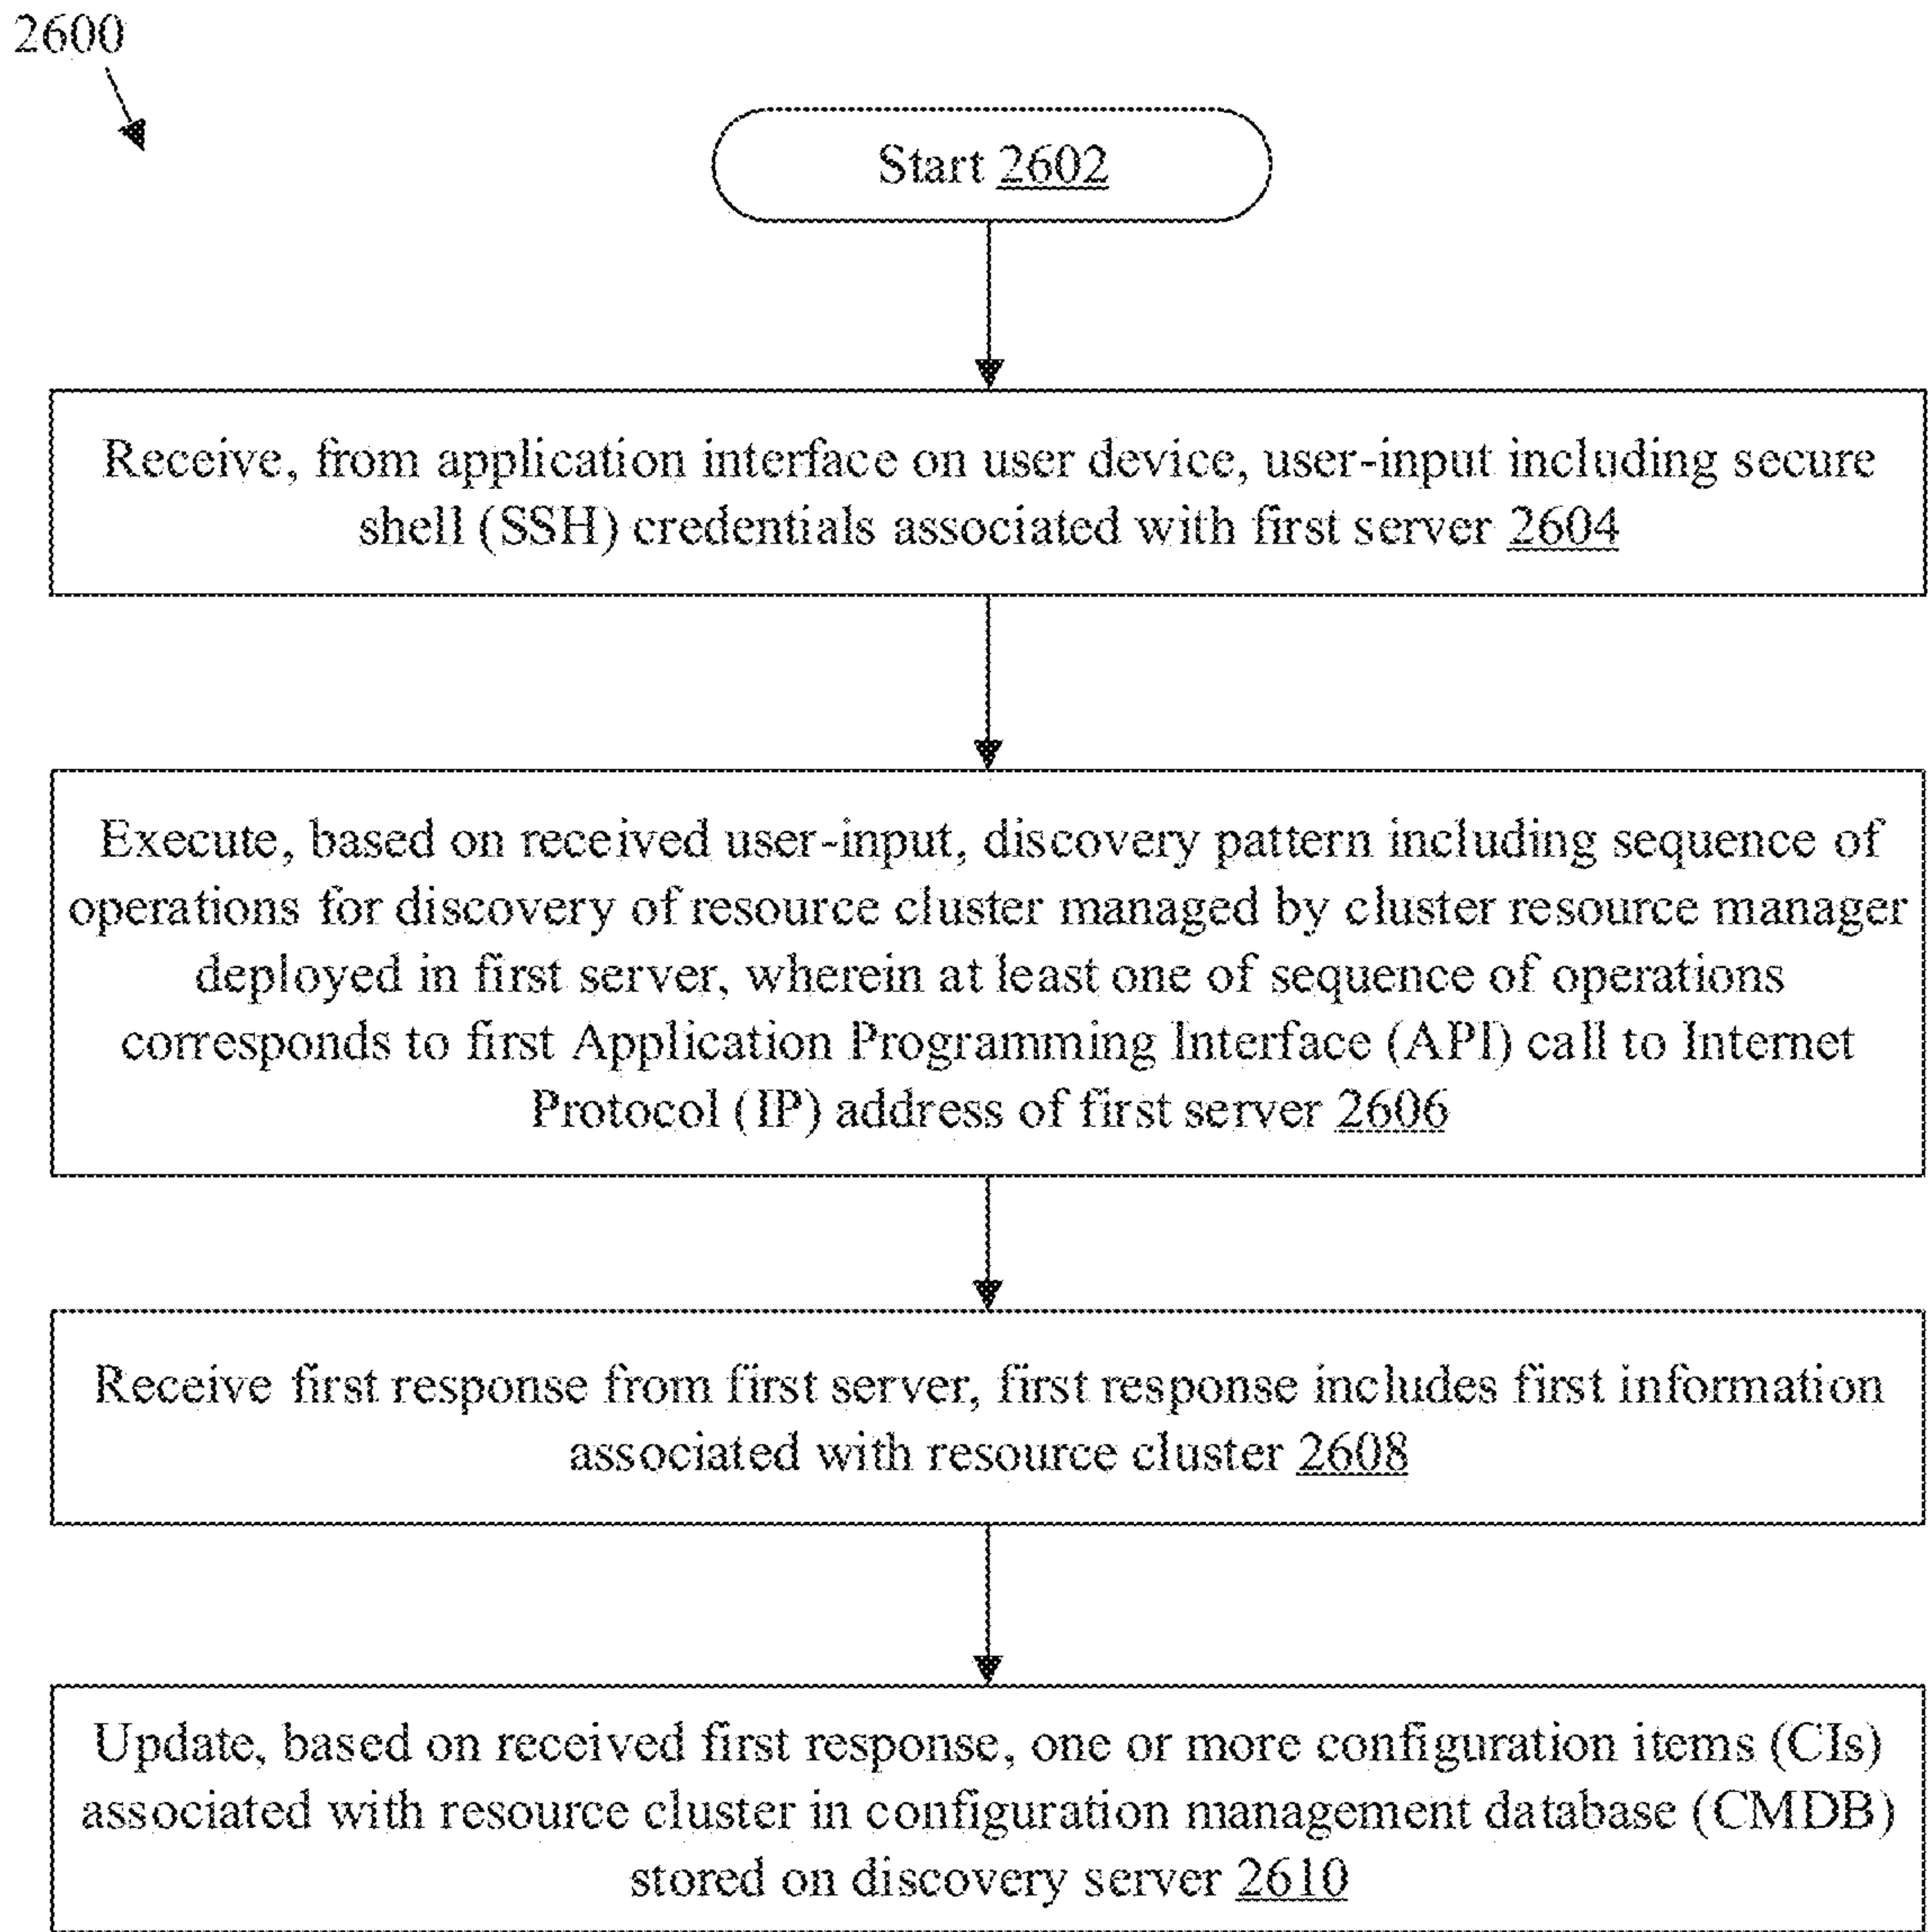 2600
Start 2602
Receive, from application interface on user device, user-input including secure
shell (SSH) credentials associated with first server 2604
Execute, based on received user-input, discovery pattern including sequence of
operations for discovery of resource cluster managed by cluster resource manager
deployed in first server, wherein at least one of sequence of operations
corresponds to first Application Programming Interface (API) call to Internet
Protocol (IP) address of first server 2606
Receive first response from first server, first response includes first information
associated with resource cluster 2608
Update, based on received first response, one or more configuration items (CIs)
associated with resource cluster in configuration management database (CMDB)
stored on discovery server 2610